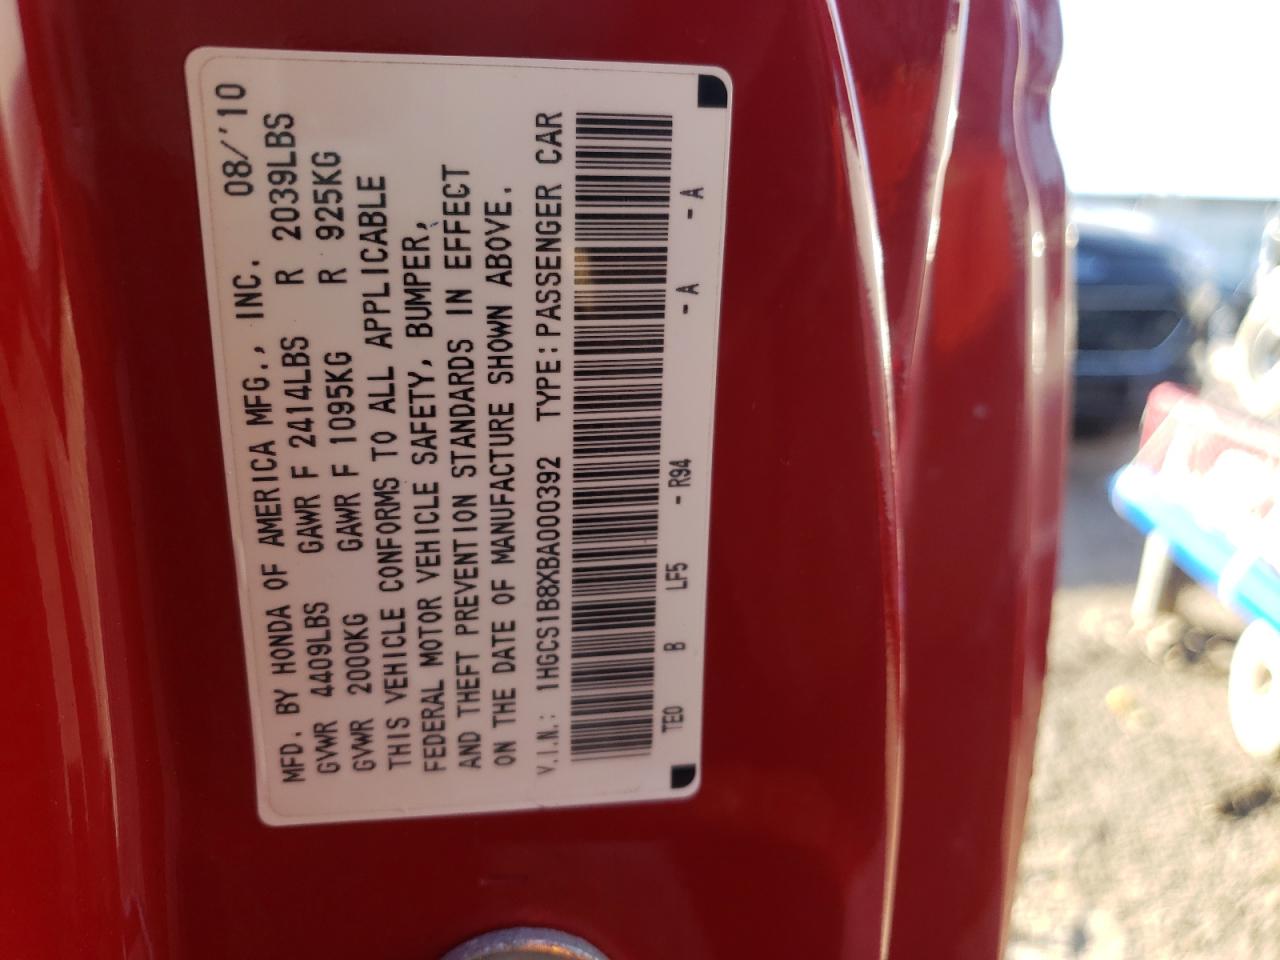 MFD. BY HONDA OF AMERICA MFG., INC. 08/'10
GVWR 4409LBS GAWR F 2414LBS R 2039LBS
GVWR 2000KG GAWR F 1095KG R 925KG
THIS VEHICLE CONFORMS TO ALL APPLICABLE
FEDERAL MOTOR VEHICLE SAFETY, BUMPER,
AND THEFT PREVENTION STANDARDS IN EFFECT
ON THE DATE OF MANUFACTURE SHOWN ABOVE.
V.I.N.: 1HGCS1B8XBA000392 TYPE: PASSENGER CAR
TE0 B LF5 - R94 - A - A